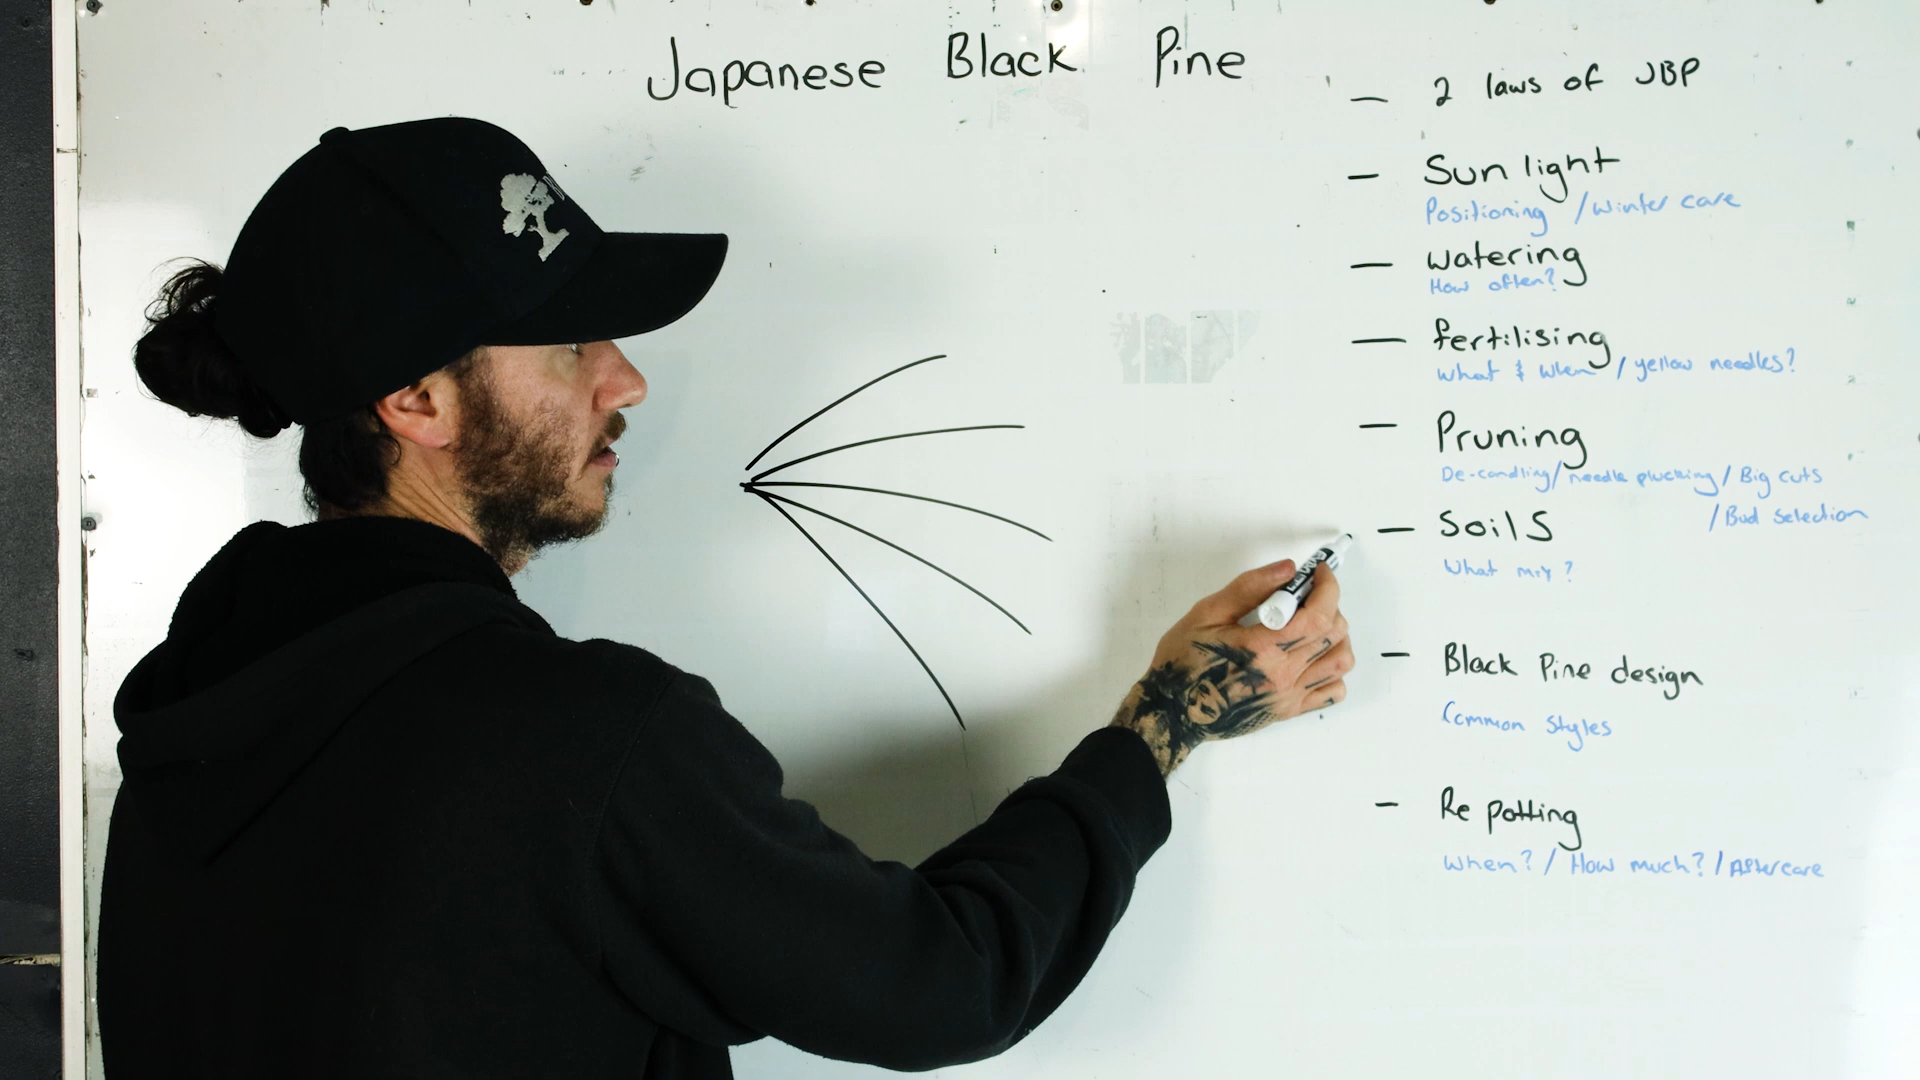 Japanese Black Pine
— 2 laws of JBP
— Sun light
Positioning / Winter care
— Watering
How often?
— fertilising
What & When / yellow needles?
— Pruning
De-candling / needle plucking / Big cuts
/ Bud Selection
— Soils
What mix?
— Black Pine design
Common Styles
— Re potting
When? / How much? / Aftercare